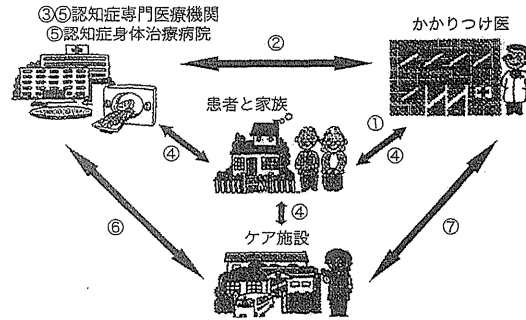 ③⑤認知症専門医療機関
⑤認知症身体治療病院
かかりつけ医
②
患者と家族
①
④
④
④
⑥
⑦
ケア施設